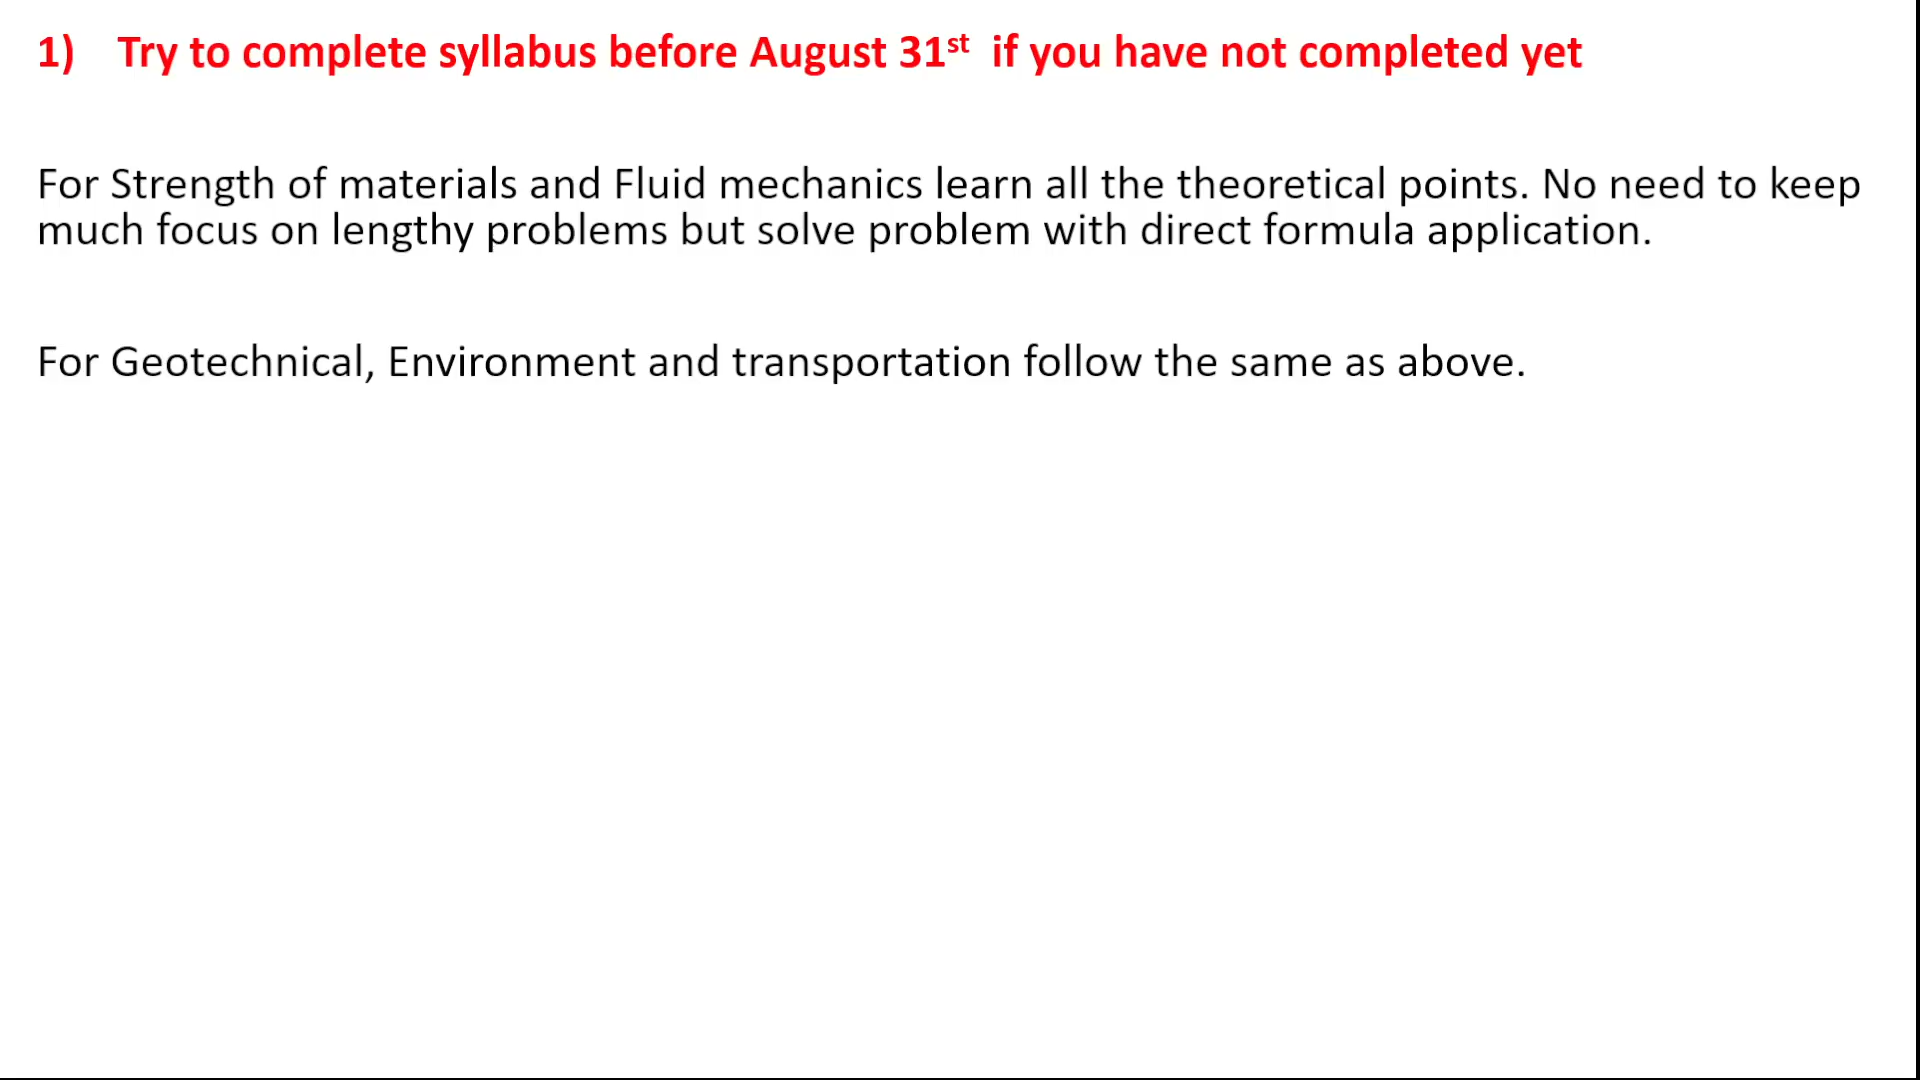 1) Try to complete syllabus before August 31st if you have not completed yet
For Strength of materials and Fluid mechanics learn all the theoretical points. No need to keep
much focus on lengthy problems but solve problem with direct formula application.
For Geotechnical, Environment and transportation follow the same as above.